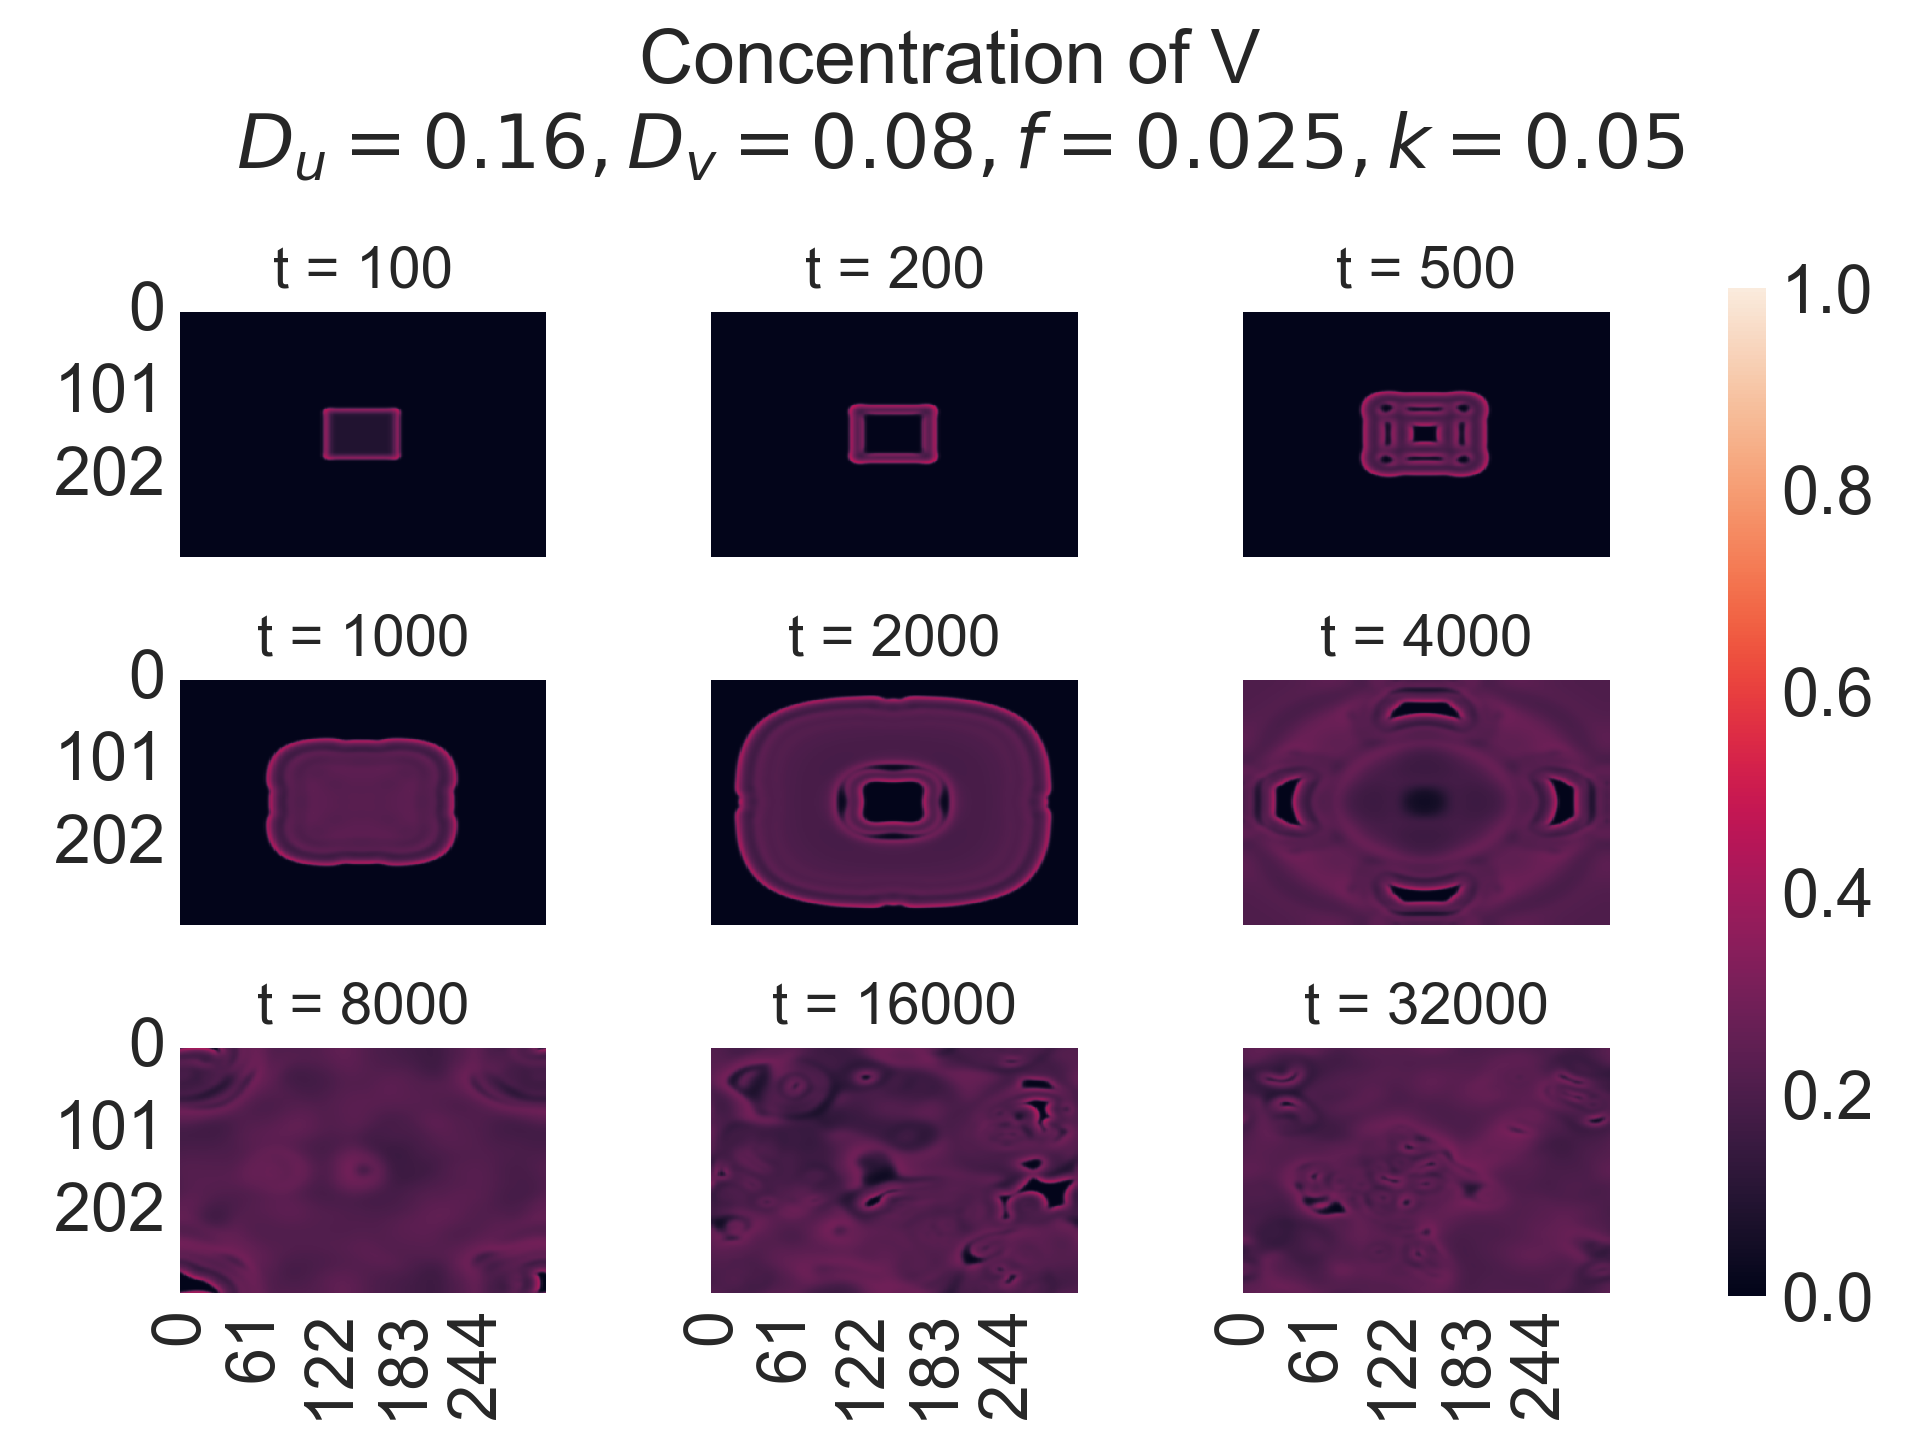 Concentration of V
D_u = 0.16, D_v = 0.08, f = 0.025, k = 0.05
t = 100
t = 200
t = 500
0
101
202
t = 1000
t = 2000
t = 4000
0
101
202
t = 8000
t = 16000
t = 32000
0
101
202
0 61 122 183 244
0 61 122 183 244
0 61 122 183 244
1.0
0.8
0.6
0.4
0.2
0.0